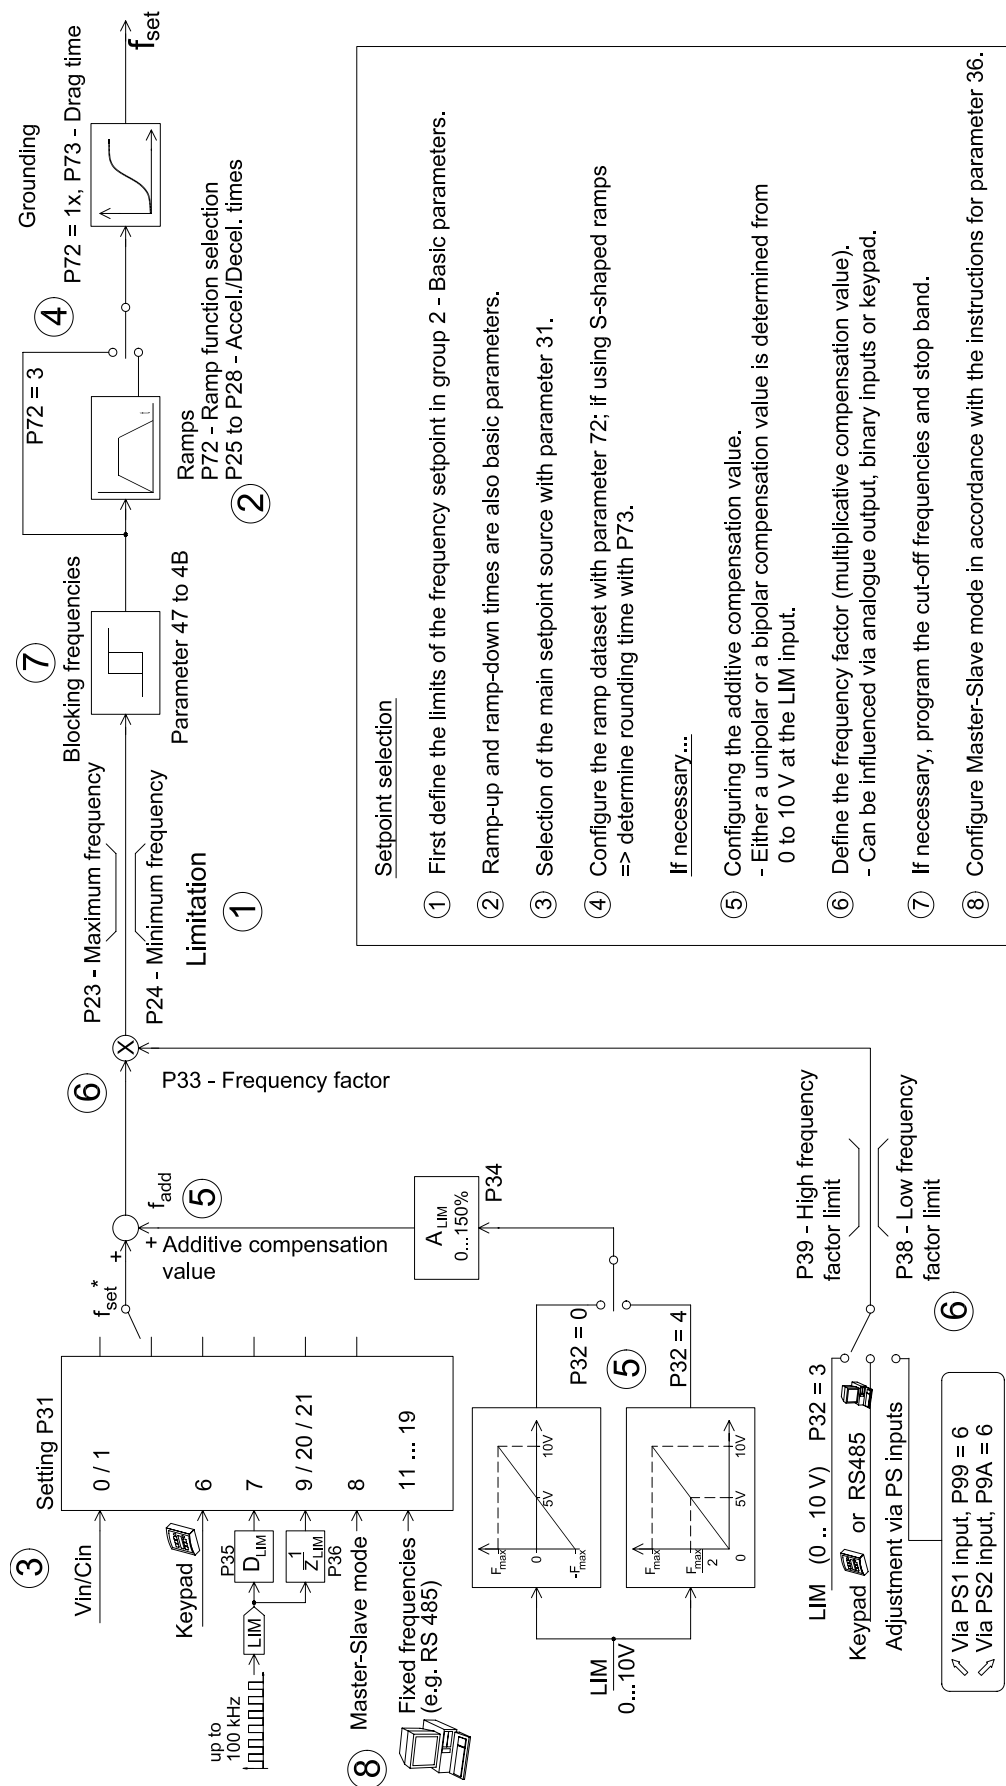 Setting P31
3
Vin/Cin
0 / 1
Keypad
6
up to
100 kHz
LIM
P35
D LIM
7
1
Z LIM
P36
9 / 20 / 21
8
Master-Slave mode
8
Fixed frequencies
(e.g. RS 485)
11 ... 19
fset*
+
fadd
5
+ Additive compensation
value
A LIM
0...150%
P34
LIM
0...10V
Fmax
0
-Fmax
5V
10V
P32 = 0
5
Fmax
Fmax
2
0
5V
10V
P32 = 4
6
X
P33 - Frequency factor
LIM (0 .. 10 V) P32 = 3
Keypad or RS485
Adjustment via PS inputs
Via PS1 input, P99 = 6
Via PS2 input, P9A = 6
P39 - High frequency
factor limit
P38 - Low frequency
factor limit
6
P23 - Maximum frequency
P24 - Minimum frequency
Limitation
1
7
Blocking frequencies
Parameter 47 to 4B
P72 = 3
t
Ramps
P72 - Ramp function selection
P25 to P28 - Accel./Decel. times
2
4
Grounding
P72 = 1x, P73 - Drag time
fset
Setpoint selection
1 First define the limits of the frequency setpoint in group 2 - Basic parameters.
2 Ramp-up and ramp-down times are also basic parameters.
3 Selection of the main setpoint source with parameter 31.
4 Configure the ramp dataset with parameter 72; if using S-shaped ramps
=> determine rounding time with P73.
If necessary...
5 Configuring the additive compensation value.
- Either a unipolar or a bipolar compensation value is determined from
0 to 10 V at the LIM input.
6 Define the frequency factor (multiplicative compensation value).
- Can be influenced via analogue output, binary inputs or keypad.
7 If necessary, program the cut-off frequencies and stop band.
8 Configure Master-Slave mode in accordance with the instructions for parameter 36.